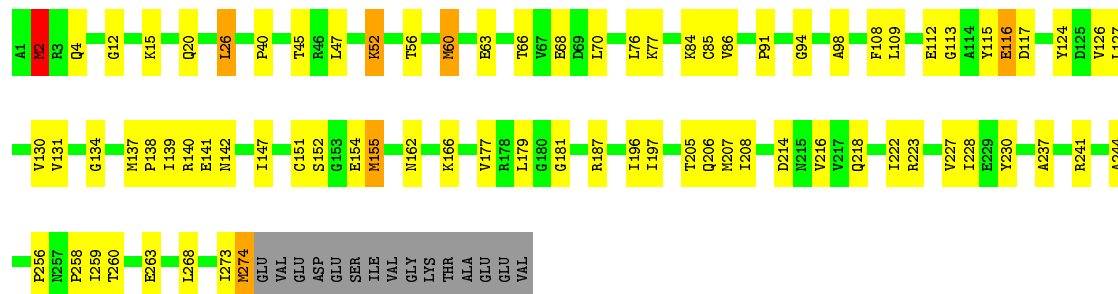 A1 M2 R3 Q4 G12 K15 Q20 L26 P40 T45 R46 L47 K52 T56 M60 E63 T66 V67 E68 D69 L70 L76 K77 K84 C85 V86 P91 G94 A98 F108 L109 E112 G113 A114 Y115 E116 D117 Y124 D125 V126 L127
V130 V131 G134 M137 P138 I139 R140 E141 N142 I147 C151 S152 G153 E154 M155 N162 K166 V177 R178 L179 G180 G181 R187 I196 I197 T205 Q206 M207 I208 D214 N215 V216 V217 Q218 I222 R223 V227 I228 E229 Y230 A237 R241 A244
P256 N257 P258 I259 T260 E263 L268 I273 M274 GLU VAL GLU ASP GLU SER ILE VAL GLY LYS THR ALA GLU GLU VAL